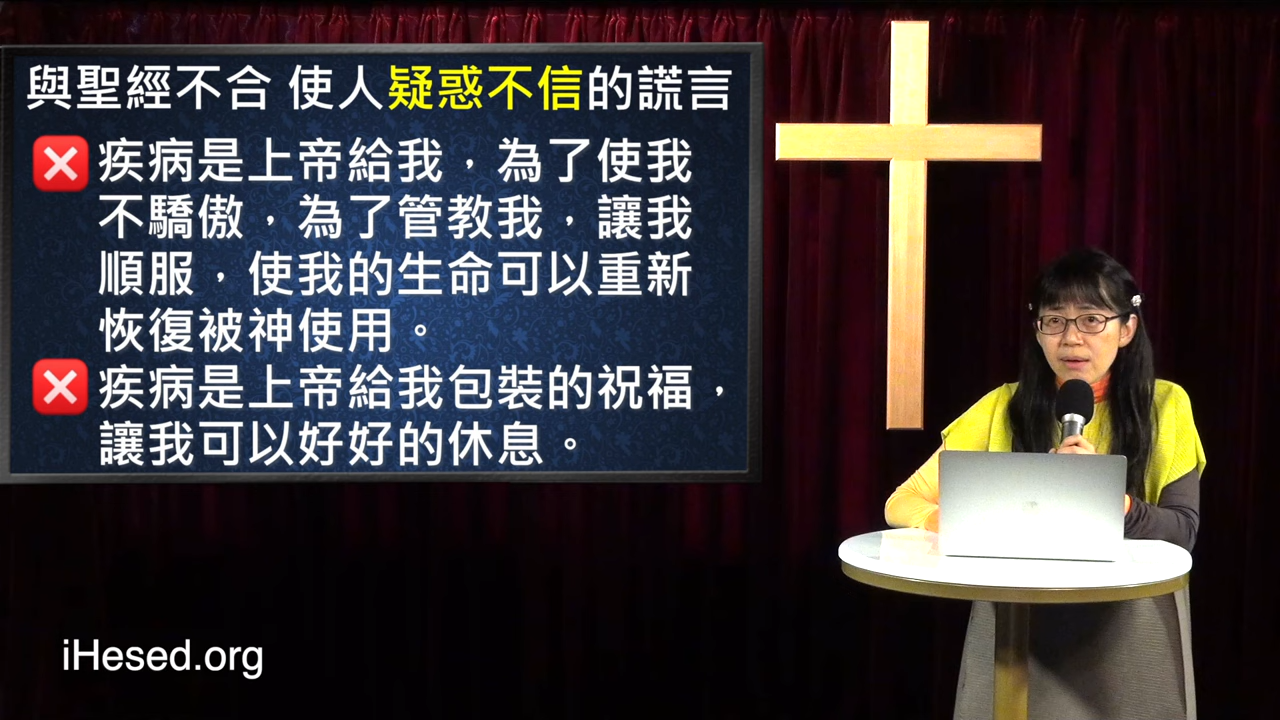 與聖經不合 使人疑惑不信的謊言
❌疾病是上帝給我，為了使我
不驕傲，為了管教我，讓我
順服，使我的生命可以重新
恢復被神使用。
❌疾病是上帝給我包裝的祝福，
讓我可以好好的休息。
iHesed.org